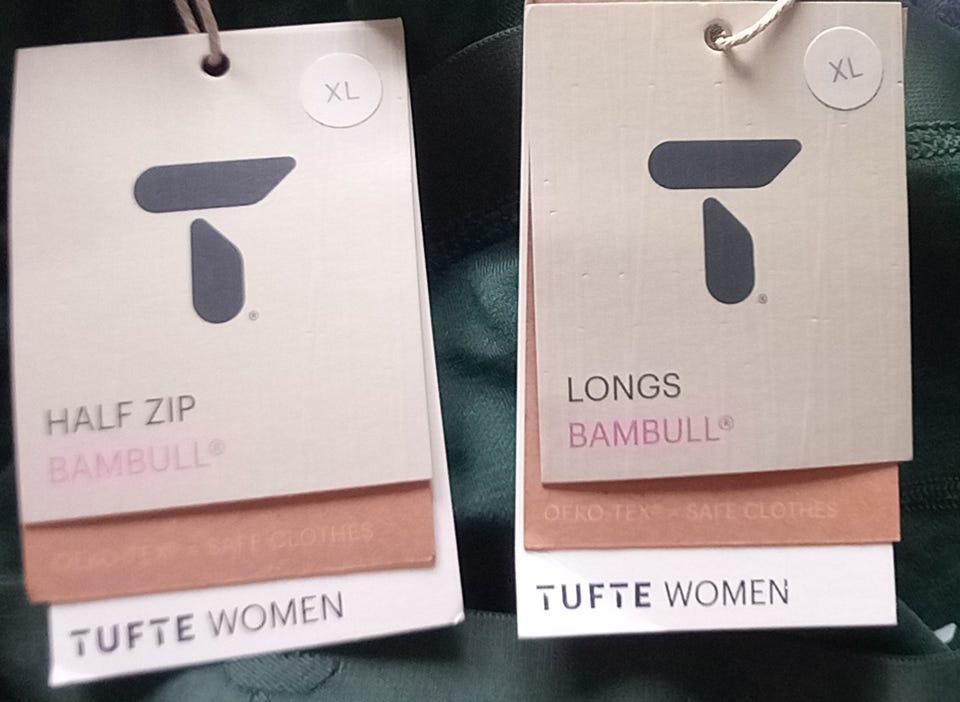 XL
HALF ZIP
BAMBULL®
OEKO-TEX® - SAFE CLOTHES
TUFTE WOMEN
XL
LONGS
BAMBULL®
OEKO-TEX® - SAFE CLOTHES
TUFTE WOMEN